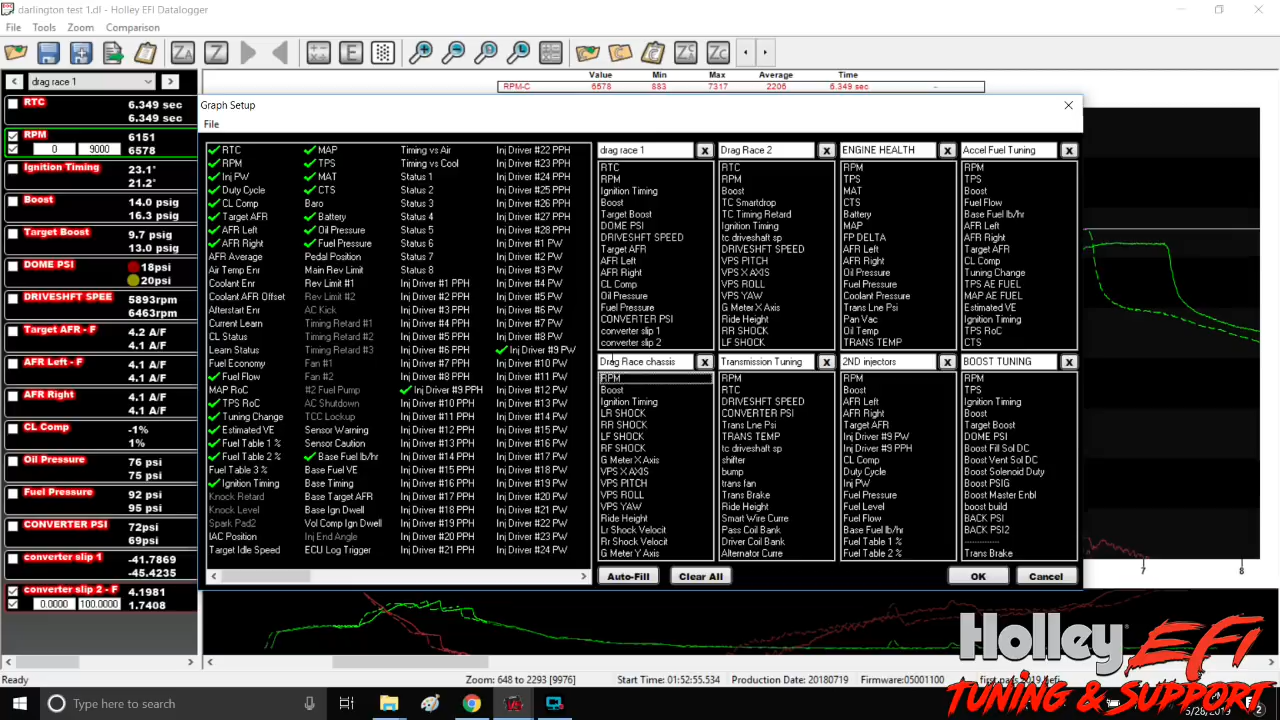 darlington test 1.dl - Holley EFI Datalogger
File Tools Zoom Comparison
drag race 1
Value Min Max Average Time
RPM-C 6578 883 7317 2206 6.349 sec -
RTC 6.349 sec
6.349 sec
RPM 6151
0 9000 6578
Ignition Timing 23.1°
21.2°
Boost 14.0 psig
16.3 psig
Target Boost 9.7 psig
13.0 psig
DOME PSI 18psi
20psi
DRIVESHFT SPEE 5893rpm
6463rpm
Target AFR - F 4.2 A/F
4.1 A/F
AFR Left - F 4.1 A/F
4.1 A/F
AFR Right 4.1 A/F
4.1 A/F
CL Comp -1%
1%
Oil Pressure 76 psi
75 psi
Fuel Pressure 92 psi
95 psi
CONVERTER PSI 72psi
69psi
converter slip 1 -41.7869
-45.4235
converter slip 2 - F 4.1981
0.0000 100.0000 1.7408
Graph Setup
File
RTC MAP Timing vs Air Inj Driver #22 PPH
RPM TPS Timing vs Cool Inj Driver #23 PPH
Inj PW MAT Status 1 Inj Driver #24 PPH
Duty Cycle CTS Status 2 Inj Driver #25 PPH
CL Comp Baro Status 3 Inj Driver #26 PPH
Target AFR Battery Status 4 Inj Driver #27 PPH
AFR Left Oil Pressure Status 5 Inj Driver #28 PPH
AFR Right Fuel Pressure Status 6 Inj Driver #1 PW
AFR Average Pedal Position Status 7 Inj Driver #2 PW
Air Temp Enr Main Rev Limit Status 8 Inj Driver #3 PW
Coolant Enr Rev Limit #1 Inj Driver #1 PPH Inj Driver #4 PW
Coolant AFR Offset Rev Limit #2 Inj Driver #2 PPH Inj Driver #5 PW
Afterstart Enr AC Kick Inj Driver #3 PPH Inj Driver #6 PW
Current Learn Timing Retard #1 Inj Driver #4 PPH Inj Driver #7 PW
CL Status Timing Retard #2 Inj Driver #5 PPH Inj Driver #8 PW
Learn Status Timing Retard #3 Inj Driver #6 PPH Inj Driver #9 PW
Fuel Economy Fan #1 Inj Driver #7 PPH Inj Driver #10 PW
Fuel Flow Fan #2 Inj Driver #8 PPH Inj Driver #11 PW
MAP RoC #2 Fuel Pump Inj Driver #9 PPH Inj Driver #12 PW
TPS RoC AC Shutdown Inj Driver #10 PPH Inj Driver #13 PW
Tuning Change TCC Lockup Inj Driver #11 PPH Inj Driver #14 PW
Estimated VE Sensor Warning Inj Driver #12 PPH Inj Driver #15 PW
Fuel Table 1 % Sensor Caution Inj Driver #13 PPH Inj Driver #16 PW
Fuel Table 2 % Base Fuel lb/hr Inj Driver #14 PPH Inj Driver #17 PW
Fuel Table 3 % Base Fuel VE Inj Driver #15 PPH Inj Driver #18 PW
Ignition Timing Base Timing Inj Driver #16 PPH Inj Driver #19 PW
Knock Retard Base Target AFR Inj Driver #17 PPH Inj Driver #20 PW
Knock Level Base Ign Dwell Inj Driver #18 PPH Inj Driver #21 PW
Spark Pad2 Vol Comp Ign Dwell Inj Driver #19 PPH Inj Driver #22 PW
IAC Position Inj End Angle Inj Driver #20 PPH Inj Driver #23 PW
Target Idle Speed ECU Log Trigger Inj Driver #21 PPH Inj Driver #24 PW
drag race 1 x Drag Race 2 x ENGINE HEALTH x Accel Fuel Tuning x
RTC RTC RPM RPM
RPM RPM TPS TPS
Ignition Timing Boost MAT Boost
Boost TC Smartdrop CTS Fuel Flow
Target Boost TC Timing Retard Battery Base Fuel lb/hr
DOME PSI Ignition Timing MAP AFR Left
DRIVESHFT SPEED tc driveshaft sp FP DELTA AFR Right
Target AFR DRIVESHFT SPEED AFR Left Target AFR
AFR Left VPS PITCH AFR Right CL Comp
AFR Right VPS X AXIS Oil Pressure Tuning Change
CL Comp VPS ROLL Fuel Pressure TPS AE FUEL
Oil Pressure VPS YAW Coolant Pressure MAP AE FUEL
Fuel Pressure G Meter X Axis Trans Lne Psi Estimated VE
CONVERTER PSI Ride Height Pan Vac Ignition Timing
converter slip 1 RR SHOCK Oil Temp TPS RoC
converter slip 2 LF SHOCK TRANS TEMP CTS
Drag Race chassis x Transmission Tuning x 2ND injectors x BOOST TUNING x
RPM RPM RPM RPM
Boost RTC Boost TPS
Ignition Timing DRIVESHFT SPEED AFR Left Ignition Timing
LR SHOCK CONVERTER PSI AFR Right Boost
RR SHOCK Trans Lne Psi Target AFR Target Boost
LF SHOCK TRANS TEMP Inj Driver #9 PW DOME PSI
RF SHOCK tc driveshaft sp Inj Driver #9 PPH Boost Fill Sol DC
G Meter X Axis shifter CL Comp Boost Vent Sol DC
VPS X AXIS bump Duty Cycle Boost Solenoid Duty
VPS PITCH trans fan Inj PW Boost PSIG
VPS ROLL Trans Brake Fuel Pressure Boost Master Enbl
VPS YAW Ride Height Fuel Level boost build
Ride Height Smart Wire Curre Fuel Flow BACK PSI
Lr Shock Velocit Pass Coil Bank Base Fuel lb/hr BACK PSI2
Rr Shock Velocit Driver Coil Bank Fuel Table 1 % -------------
G Meter Y Axis Alternator Curre Fuel Table 2 % Trans Brake
Auto-Fill Clear All OK Cancel
7 8
Holley EFI
TUNING & SUPPORT
Ready Zoom: 648 to 2293 [9976] Start Time: 01:52:55.534 Production Date: 20180719 Firmware:05001100
Type here to search